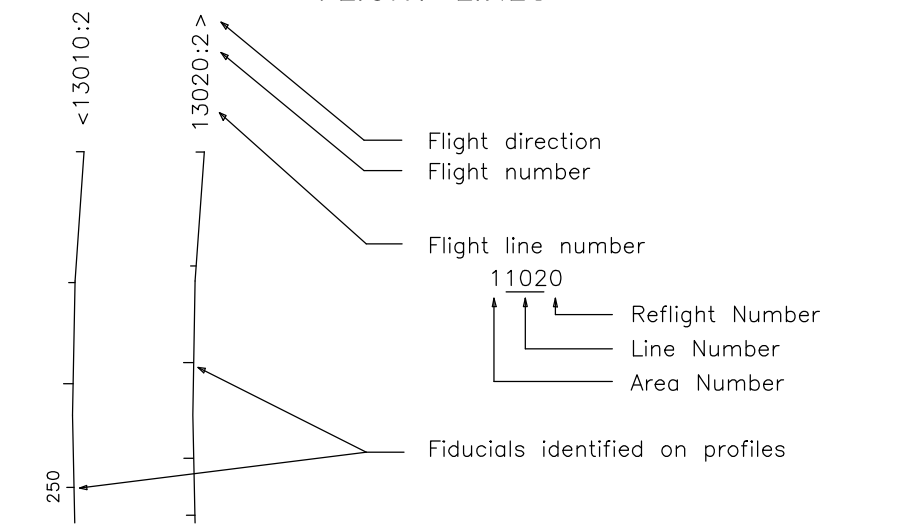 <13010:2
13020:2>
Flight direction
Flight number
Flight line number
11020
Reflight Number
Line Number
Area Number
Fiducials identified on profiles
250